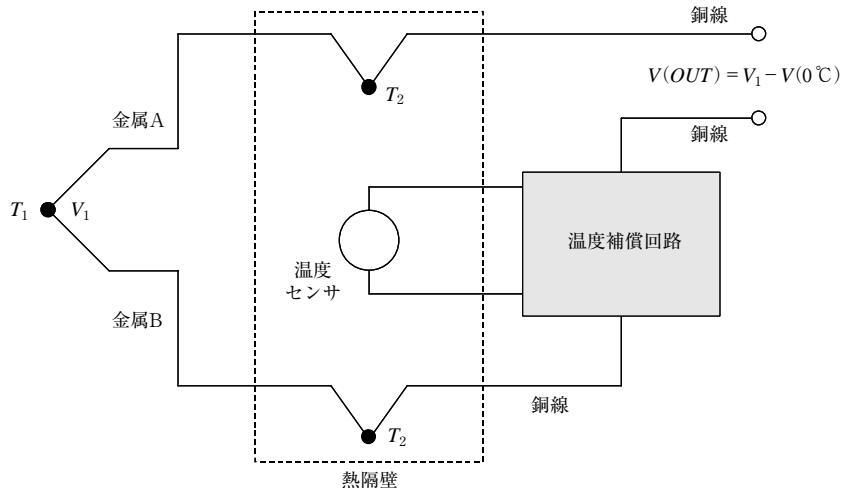 銅線
V(OUT) = V₁ − V(0℃)
T₂
金属A
銅線
T₁
V₁
温度補償回路
温度
センサ
金属B
銅線
T₂
熱隔壁